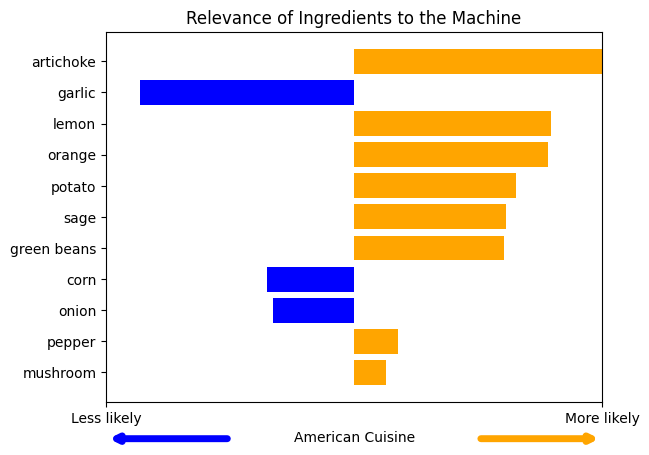 Relevance of Ingredients to the Machine
artichoke
garlic
lemon
orange
potato
sage
green beans
corn
onion
pepper
mushroom
Less likely
More likely
American Cuisine